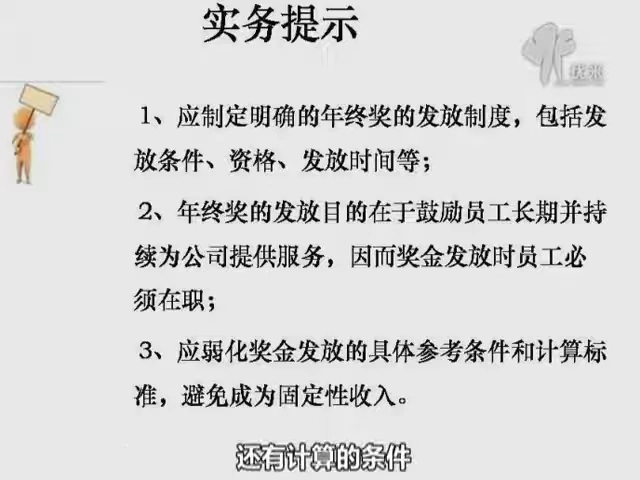 实务提示
优米
1、应制定明确的年终奖的发放制度，包括发
放条件、资格、发放时间等；
2、年终奖的发放目的在于鼓励员工长期并持
续为公司提供服务，因而奖金发放时员工必
须在职；
3、应弱化奖金发放的具体参考条件和计算标
准，避免成为固定性收入。
还有计算的条件